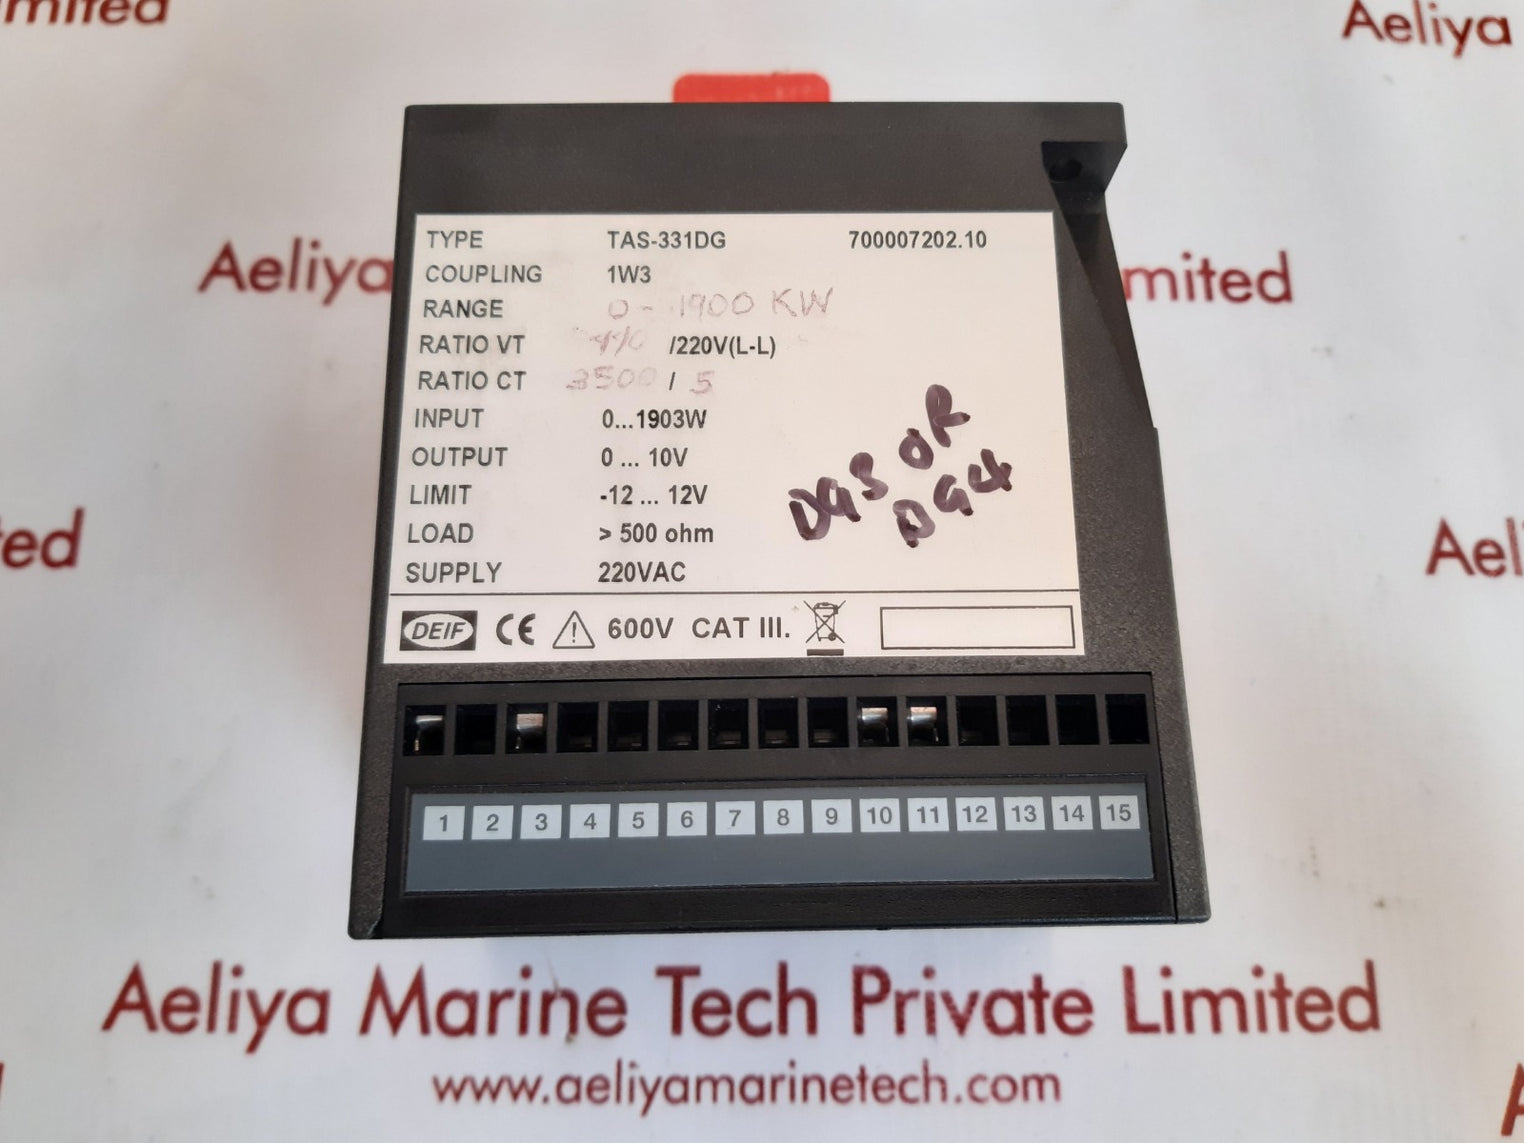 mited
Aeliya
Aeliya
mited
TYPE TAS-331DG 700007202.10
COUPLING 1W3
RANGE 0 - 1900 KW
RATIO VT /220V(L-L)
RATIO CT 3500 / 5
INPUT 0...1903W
OUTPUT 0 ... 10V
LIMIT -12 ... 12V
LOAD > 500 ohm
SUPPLY 220VAC
DG3 OR
DG4
DEIF CE 600V CAT III.
ed
Ael
1 2 3 4 5 6 7 8 9 10 11 12 13 14 15
Aeliya Marine Tech Private Limited
www.aeliyamarinetech.com